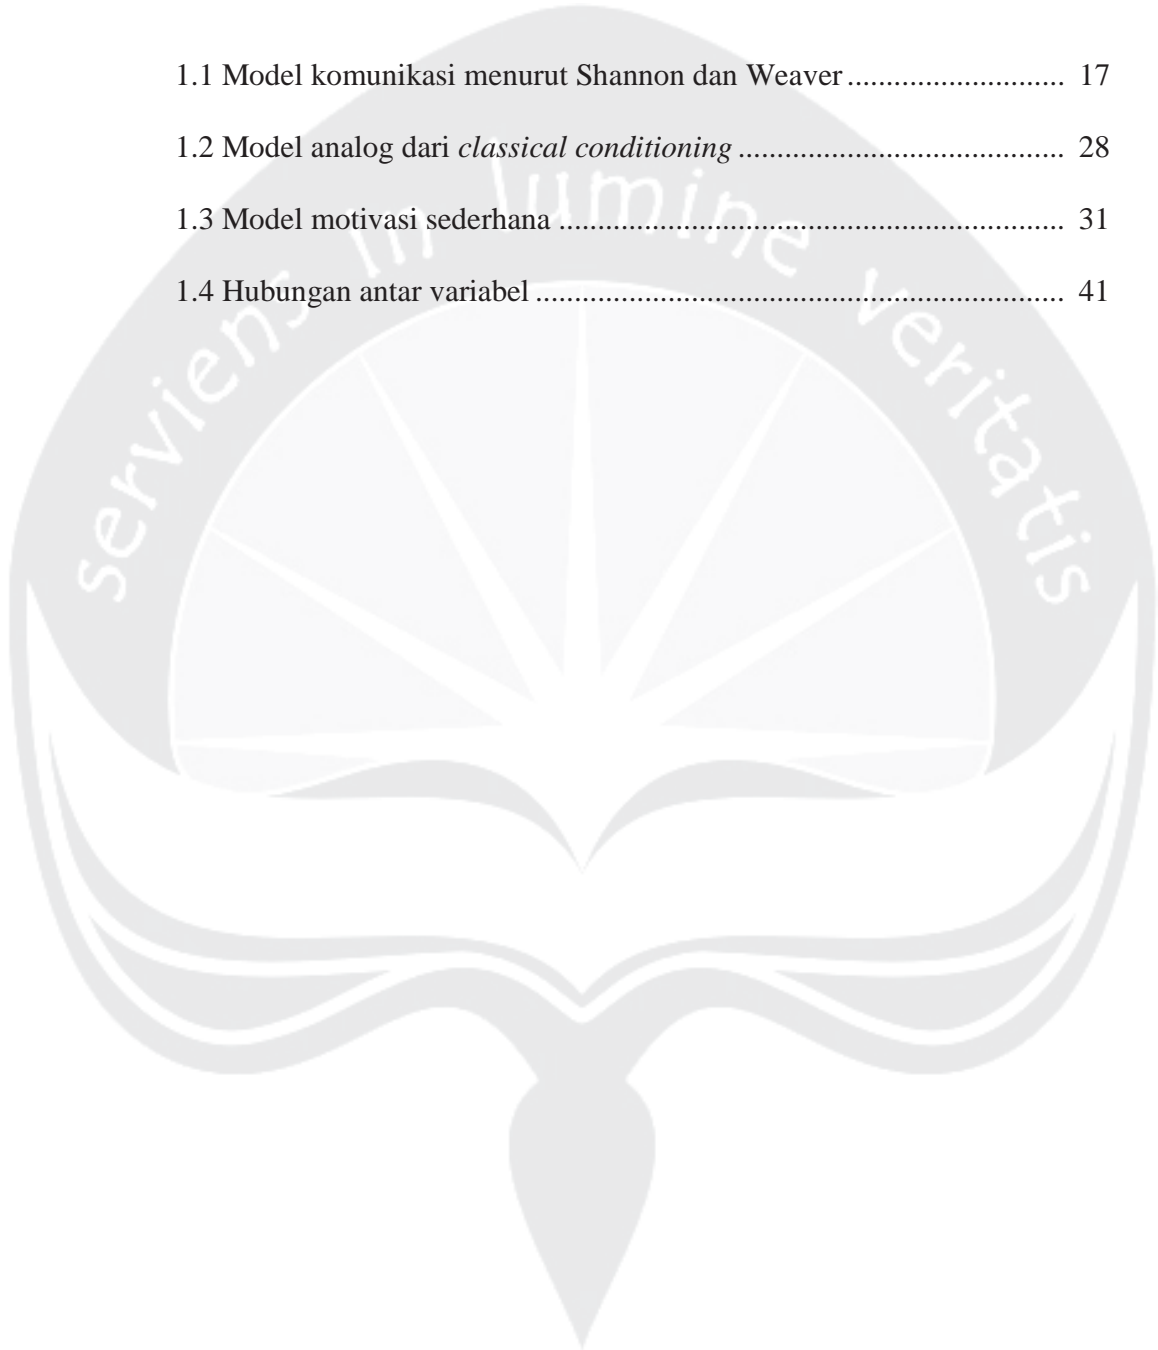 1.1 Model komunikasi menurut Shannon dan Weaver ............................ 17
1.2 Model analog dari classical conditioning .......................................... 28
1.3 Model motivasi sederhana ................................................................. 31
1.4 Hubungan antar variabel .................................................................... 41
serviens in lumine veritatis